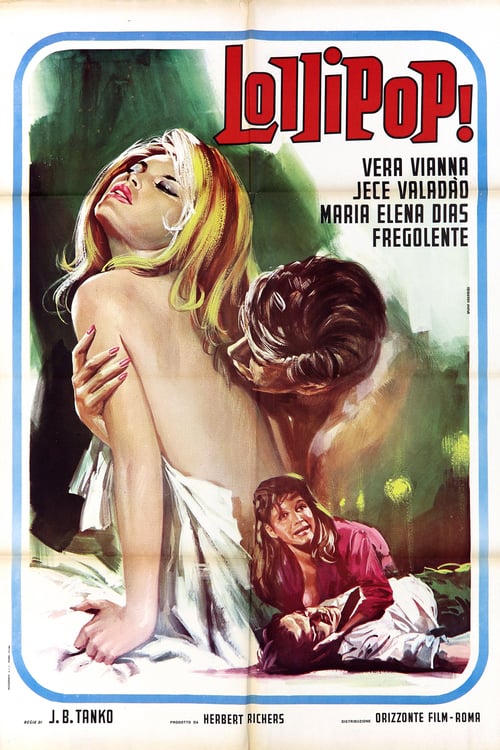 Lollipop!
VERA VIANNA
JECE VALADÃO
MARIA ELENA DIAS
FREGOLENTE
REGIA DI J. B. TANKO
PRODOTTO DA HERBERT RICHERS
DISTRIBUZIONE ORIZZONTE FILM-ROMA